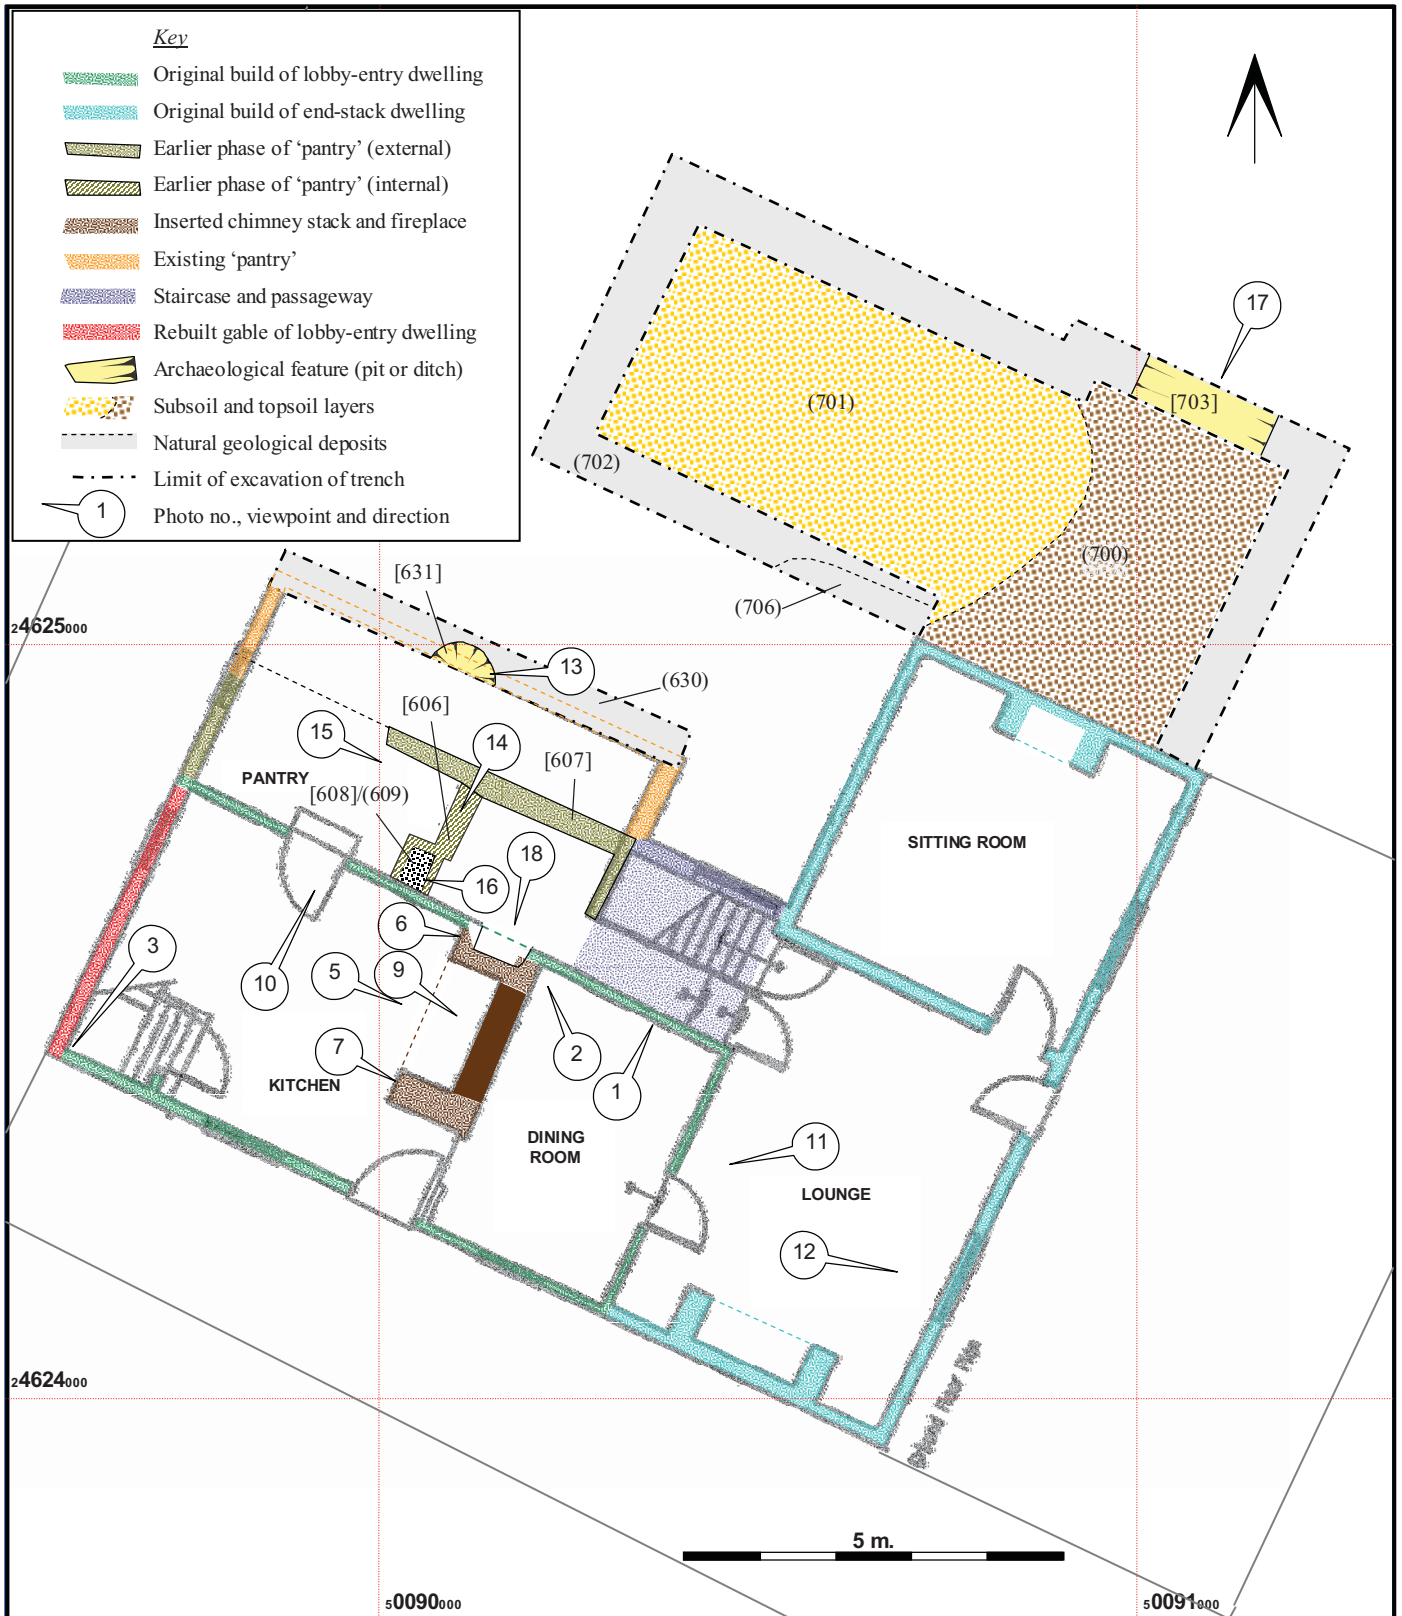 Key
Original build of lobby-entry dwelling
Original build of end-stack dwelling
Earlier phase of ‘pantry’ (external)
Earlier phase of ‘pantry’ (internal)
Inserted chimney stack and fireplace
Existing ‘pantry’
Staircase and passageway
Rebuilt gable of lobby-entry dwelling
Archaeological feature (pit or ditch)
Subsoil and topsoil layers
Natural geological deposits
Limit of excavation of trench
1 Photo no., viewpoint and direction
17
(701)
[703]
(702)
(700)
(706)
[631]
24625000
13
(630)
[606]
15
14
[607]
PANTRY
[608]/(609)
SITTING ROOM
18
16
6
3
5
9
10
7
2
KITCHEN
1
DINING
ROOM
11
LOUNGE
12
24624000
5 m.
50090000
50091000